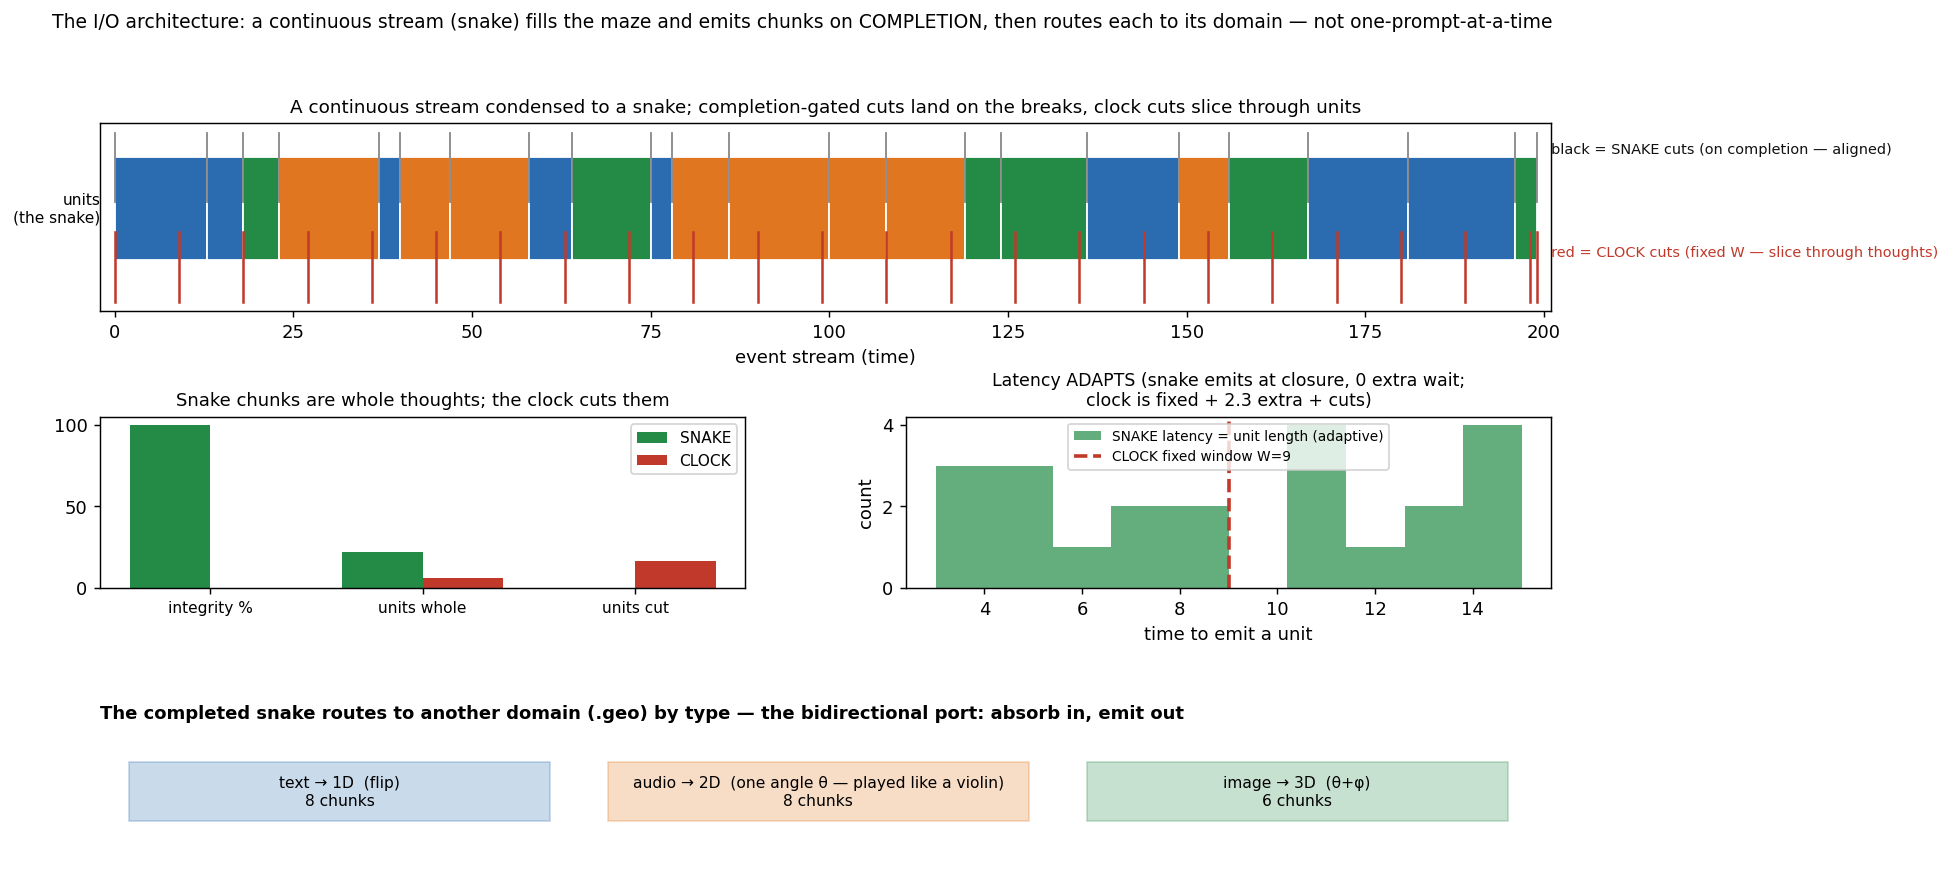 The I/O architecture: a continuous stream (snake) fills the maze and emits chunks on COMPLETION, then routes each to its domain — not one-prompt-at-a-time
A continuous stream condensed to a snake; completion-gated cuts land on the breaks, clock cuts slice through units
black = SNAKE cuts (on completion — aligned)
units
(the snake)
red = CLOCK cuts (fixed W — slice through thoughts)
0 25 50 75 100 125 150 175 200
event stream (time)
Snake chunks are whole thoughts; the clock cuts them
100
50
0
SNAKE
CLOCK
integrity % units whole units cut
Latency ADAPTS (snake emits at closure, 0 extra wait;
clock is fixed + 2.3 extra + cuts)
4
2
0
count
SNAKE latency = unit length (adaptive)
CLOCK fixed window W=9
4 6 8 10 12 14
time to emit a unit
The completed snake routes to another domain (.geo) by type — the bidirectional port: absorb in, emit out
text → 1D (flip)
8 chunks
audio → 2D (one angle θ — played like a violin)
8 chunks
image → 3D (θ+φ)
6 chunks